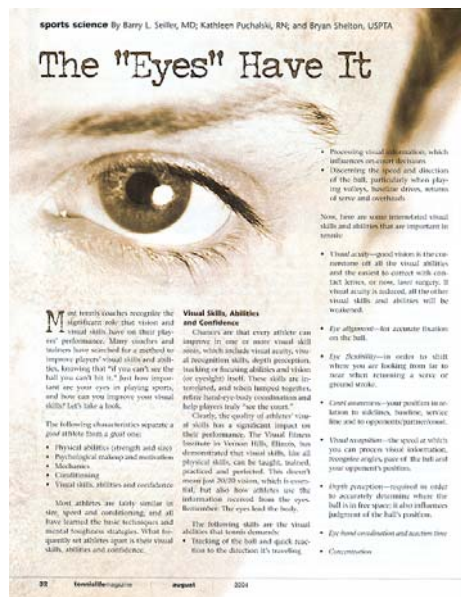 sports science By Barry L. Seiller, MD; Kathleen Puchalski, RN; and Bryan Shelton, USPTA
The "Eyes" Have It
Most tennis coaches recognize the
significant role that vision and
visual skills have on their play-
ers' performance. Many coaches and
trainers have searched for a method to
improve players' visual skills and abili-
ties, knowing that "if you can't see the
ball you can't hit it." Just how impor-
tant are your eyes in playing sports,
and how can you improve your visual
skills? Let's take a look.
The following characteristics separate a
good athlete from a great one:
• Physical abilities (strength and size)
• Psychological makeup and motivation
• Mechanics
• Conditioning
• Visual skills, abilities and confidence
Most athletes are fairly similar in
size, speed and conditioning, and all
have learned the basic techniques and
mental toughness strategies. What fre-
quently set athletes apart is their visual
skills, abilities and confidence.
Visual Skills, Abilities
and Confidence
Chances are that every athlete can
improve in one or more visual skill
areas, which include visual acuity, visu-
al recognition skills, depth perception,
tracking or focusing abilities and vision
(or eyesight) itself. These skills are in-
terrelated, and when lumped together,
refine hand-eye-body coordination and
help players truly "see the court."
Clearly, the quality of athletes' visu-
al skills has a significant impact on
their performance. The Visual Fitness
Institute in Vernon Hills, Illinois, has
demonstrated that visual skills, like all
physical skills, can be taught, trained,
practiced and perfected. This doesn't
mean just 20/20 vision, which is essen-
tial, but also how athletes use the
information received from the eyes.
Remember: The eyes lead the body.
The following skills are the visual
abilities that tennis demands:
• Tracking of the ball and quick reac-
tion to the direction it's traveling
• Processing visual information, which
influences on-court decisions
• Discerning the speed and direction
of the ball, particularly when play-
ing volleys, baseline drives, returns
of serve and overheads
Now, here are some interrelated visual
skills and abilities that are important in
tennis:
• Visual acuity—good vision is the cor-
nerstone off all the visual abilities
and the easiest to correct with con-
tact lenses, or now, laser surgery. If
visual acuity is reduced, all the other
visual skills and abilities will be
weakened.
• Eye alignment—for accurate fixation
on the ball.
• Eye flexibility—in order to shift
where you are looking from far to
near when returning a serve or
ground stroke.
• Court awareness—your position in re-
lation to sidelines, baseline, service
line and to opponents/partner/coach.
• Visual recognition—the speed at which
you can process visual information,
recognize angles, pace of the ball and
your opponent's position.
• Depth perception—required in order
to accurately determine where the
ball is in free space; it also influences
judgment of the ball's position.
• Eye hand coordination and reaction time
• Concentration
32 tennislifemagazine august 2004